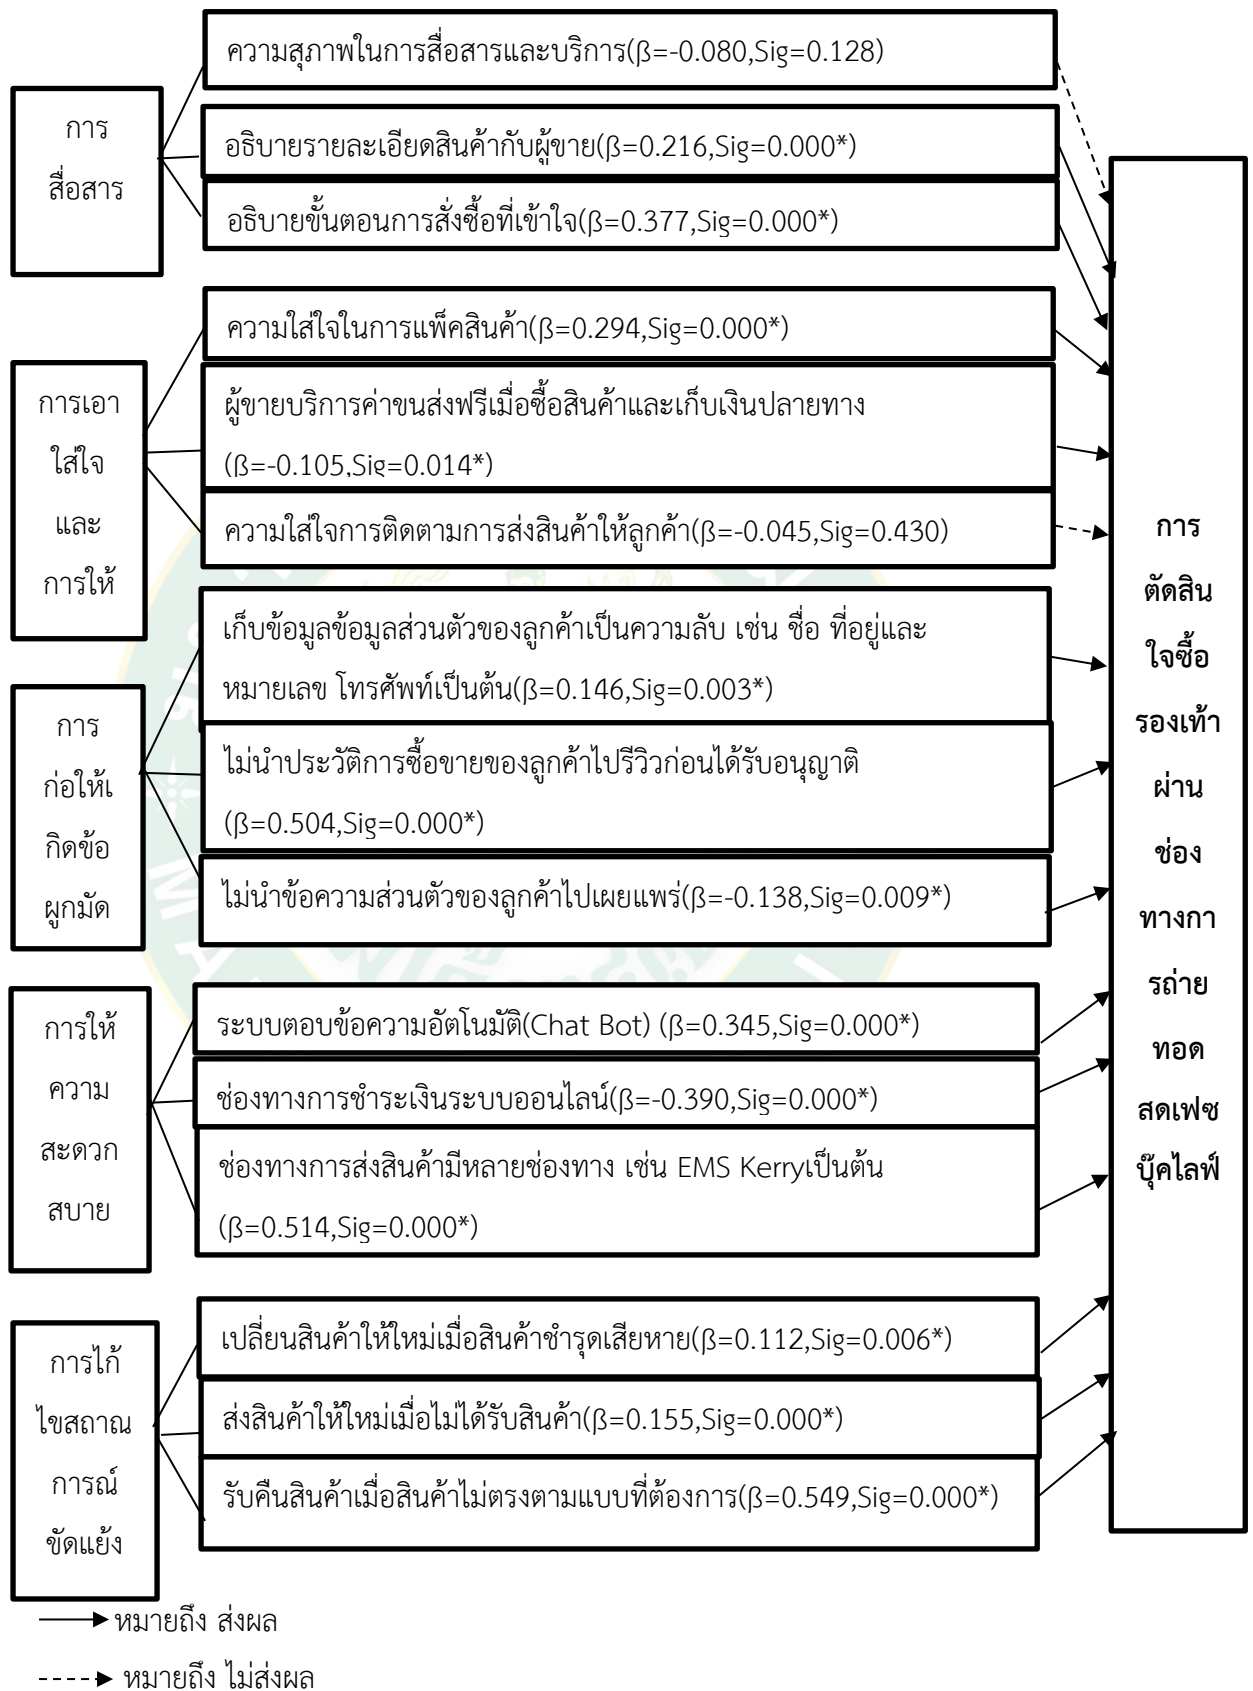 การ
สื่อสาร
ความสุภาพในการสื่อสารและบริการ(β=-0.080,Sig=0.128)
อธิบายรายละเอียดสินค้ากับผู้ขาย(β=0.216,Sig=0.000*)
อธิบายขั้นตอนการสั่งซื้อที่เข้าใจ(β=0.377,Sig=0.000*)
การเอา
ใส่ใจ
และ
การให้
ความใส่ใจในการแพ็คสินค้า(β=0.294,Sig=0.000*)
ผู้ขายบริการค่าขนส่งฟรีเมื่อซื้อสินค้าและเก็บเงินปลายทาง
(β=-0.105,Sig=0.014*)
ความใส่ใจการติดตามการส่งสินค้าให้ลูกค้า(β=-0.045,Sig=0.430)
การ
ก่อให้เ
กิดข้อ
ผูกมัด
เก็บข้อมูลข้อมูลส่วนตัวของลูกค้าเป็นความลับ เช่น ชื่อ ที่อยู่และ
หมายเลข โทรศัพท์เป็นต้น(β=0.146,Sig=0.003*)
ไม่นำประวัติการซื้อขายของลูกค้าไปรีวิวก่อนได้รับอนุญาติ
(β=0.504,Sig=0.000*)
ไม่นำข้อความส่วนตัวของลูกค้าไปเผยแพร่(β=-0.138,Sig=0.009*)
การให้
ความ
สะดวก
สบาย
ระบบตอบข้อความอัตโนมัติ(Chat Bot) (β=0.345,Sig=0.000*)
ช่องทางการชำระเงินระบบออนไลน์(β=-0.390,Sig=0.000*)
ช่องทางการส่งสินค้ามีหลายช่องทาง เช่น EMS Kerryเป็นต้น
(β=0.514,Sig=0.000*)
การไก้
ไขสถาณ
การณ์
ขัดแย้ง
เปลี่ยนสินค้าให้ใหม่เมื่อสินค้าชำรุดเสียหาย(β=0.112,Sig=0.006*)
ส่งสินค้าให้ใหม่เมื่อไม่ได้รับสินค้า(β=0.155,Sig=0.000*)
รับคืนสินค้าเมื่อสินค้าไม่ตรงตามแบบที่ต้องการ(β=0.549,Sig=0.000*)
การ
ตัดสิน
ใจซื้อ
รองเท้า
ผ่าน
ช่อง
ทางกา
รถ่าย
ทอด
สดเฟซ
บุ๊คไลฟ์
หมายถึง ส่งผล
หมายถึง ไม่ส่งผล